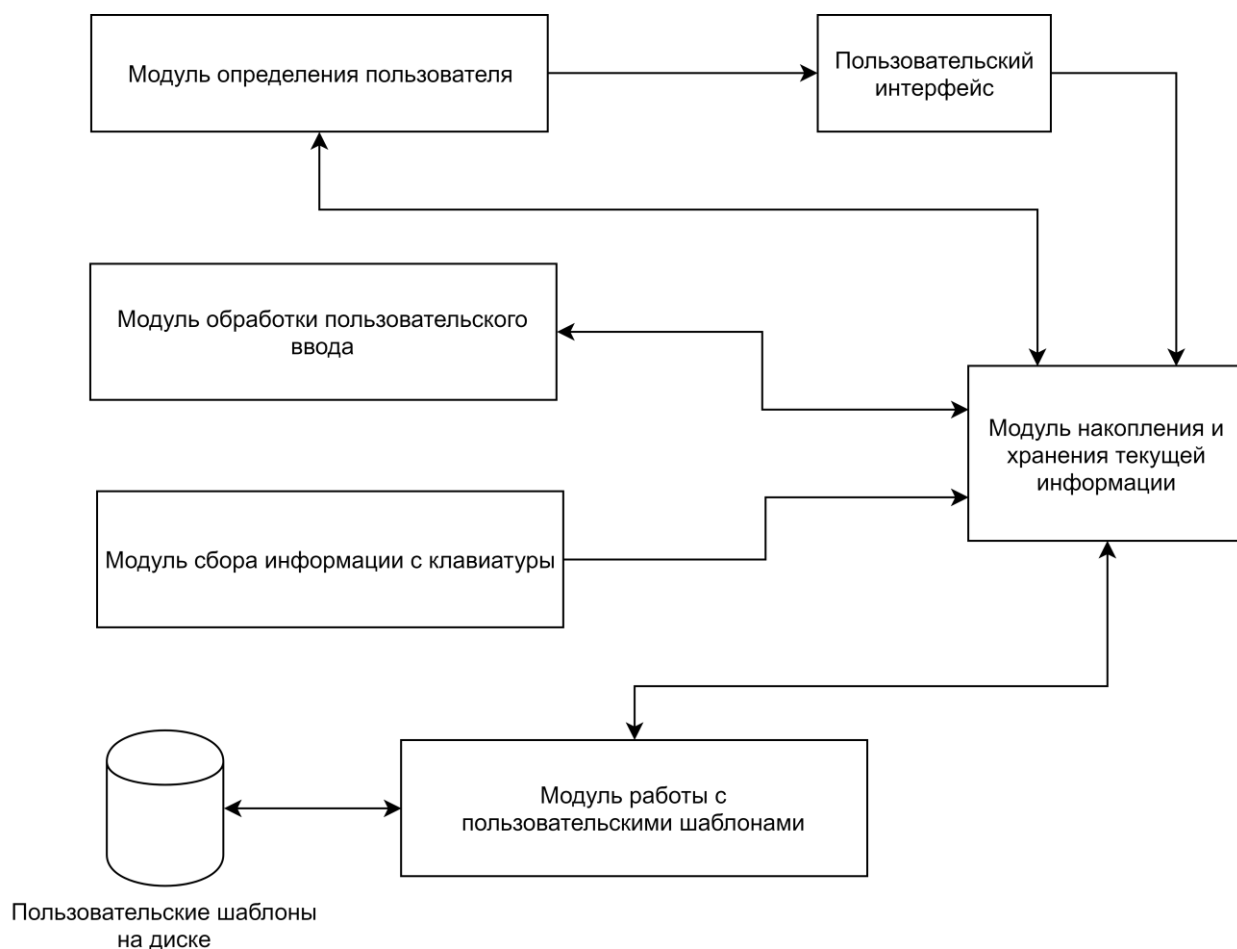 Модуль определения пользователя
Пользовательский
интерфейс
Модуль обработки пользовательского
ввода
Модуль накопления и
хранения текущей
информации
Модуль сбора информации с клавиатуры
Модуль работы с
пользовательскими шаблонами
Пользовательские шаблоны
на диске